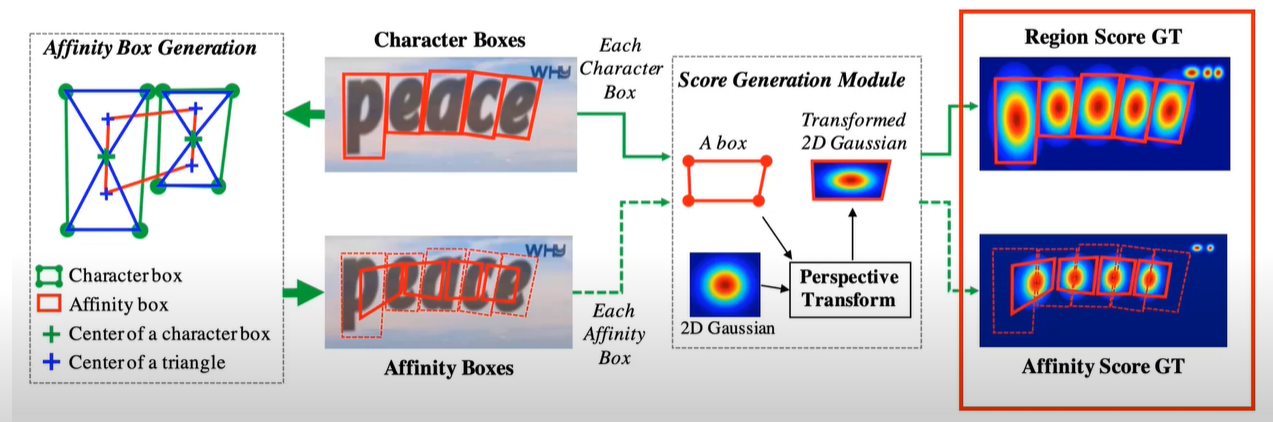 Affinity Box Generation
Character box
Affinity box
Center of a character box
Center of a triangle
Character Boxes
WHY
peace
WHY
peace
Affinity Boxes
Each
Character
Box
Each
Affinity
Box
Score Generation Module
A box
Transformed
2D Gaussian
2D Gaussian
Perspective
Transform
Region Score GT
Affinity Score GT